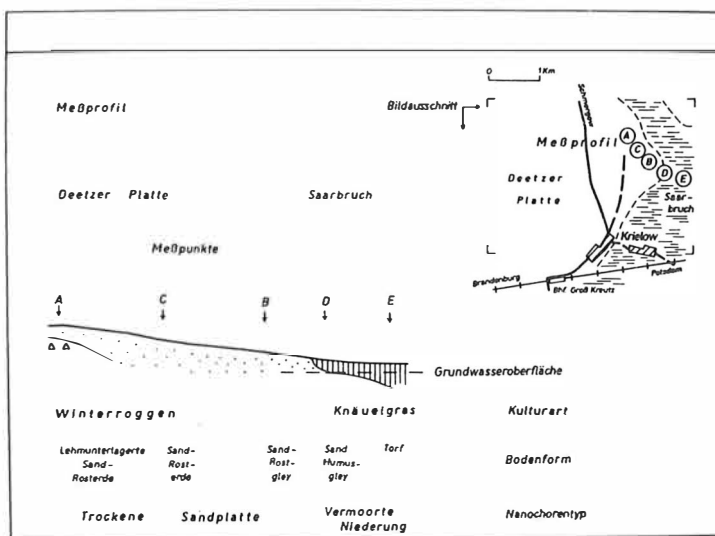 0 1Km
Meßprofil
Bildausschnitt
Schmergow
Meßprofil
A
C
B
D
E
Deetzer
Platte
Saar-
bruch
Krielow
Brandenburg
Bhf. Groß Kreutz
Potsdam
Deetzer Platte Saarbruch
Meßpunkte
A C B D E
Grundwasseroberfläche
Winterroggen Knäuelgras Kulturart
Lehmunterlagerte Sand- Sand- Sand Torf
Sand- Rost- Rost- Humus- Bodenform
Rosterde erde gley gley
Trockene Sandplatte Vermoorte Nanochorentyp
Niederung